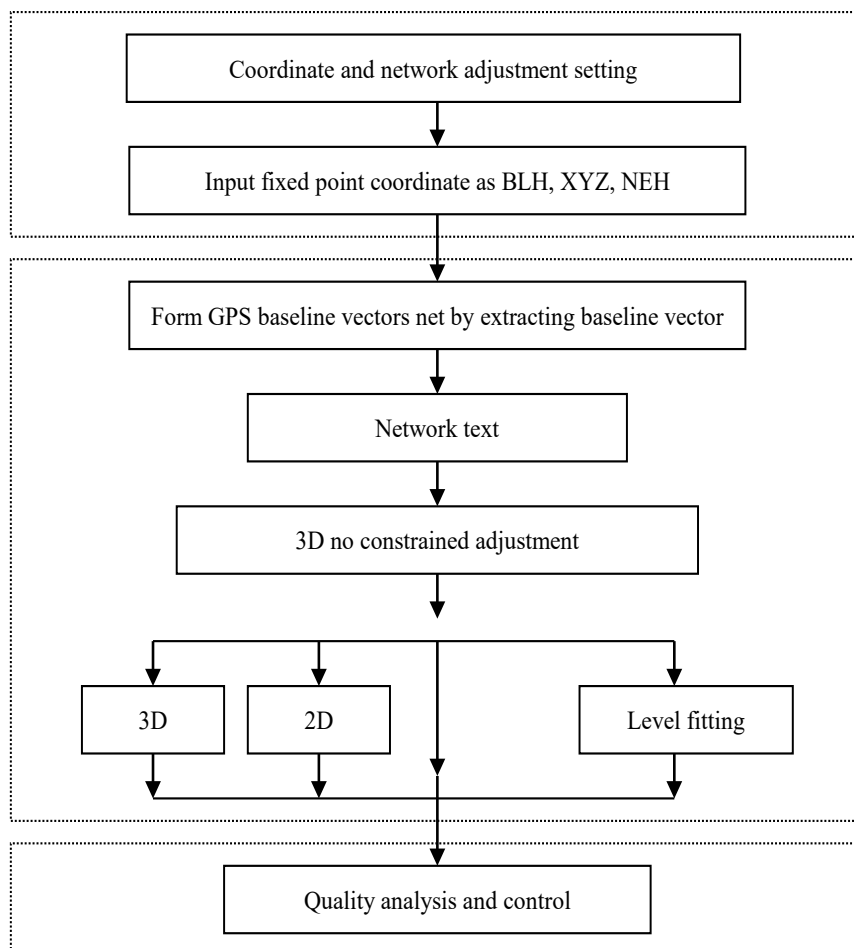 Coordinate and network adjustment setting
Input fixed point coordinate as BLH, XYZ, NEH
Form GPS baseline vectors net by extracting baseline vector
Network text
3D no constrained adjustment
3D
2D
Level fitting
Quality analysis and control